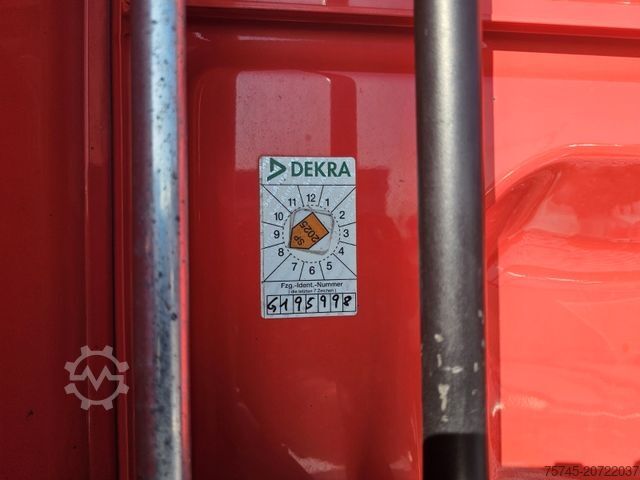 DEKRA
11 12 1
10 2
9 3
8 4
7 6 5
SP
2025
Fzg.-Ident.-Nummer
( die letzten 7 Zeichen )
G195998
75745-20722037